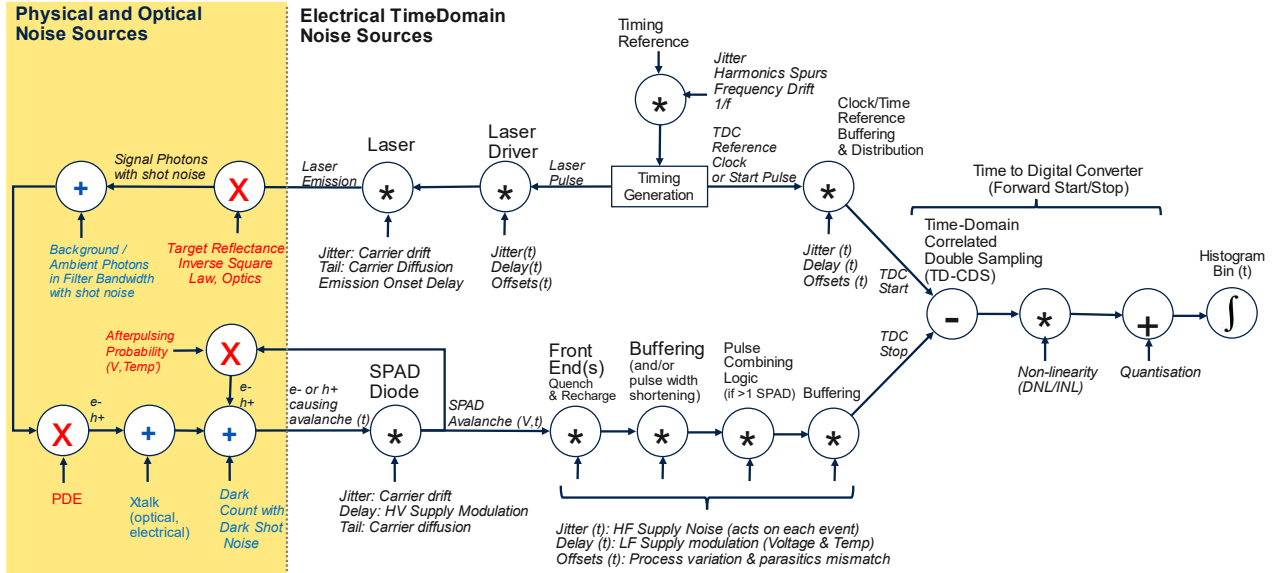 Physical and Optical
Noise Sources
Electrical TimeDomain
Noise Sources
Timing
Reference
Jitter
Harmonics Spurs
Frequency Drift
1/f
*
Clock/Time
Reference
Buffering
& Distribution
Laser
Laser
Driver
TDC
Reference
Clock
or Start Pulse
Signal Photons
with shot noise
Laser
Emission
Laser
Pulse
Timing
Generation
+
X
*
*
*
Time to Digital Converter
(Forward Start/Stop)
Background /
Ambient Photons
in Filter Bandwidth
with shot noise
Target Reflectance
Inverse Square
Law, Optics
Jitter: Carrier drift
Tail: Carrier Diffusion
Emission Onset Delay
Jitter(t)
Delay(t)
Offsets(t)
Jitter (t)
Delay (t)
Offsets (t)
TDC
Start
Time-Domain
Correlated
Double Sampling
(TD-CDS)
Histogram
Bin (t)
-
*
+
∫
Non-linearity
(DNL/INL)
Quantisation
TDC
Stop
Afterpulsing
Probability
(V,Temp')
X
e-
h+
e-
h+
e- or h+
causing
avalanche (t)
SPAD
Diode
SPAD
Avalanche (V,t)
Front
End(s)
Quench
& Recharge
Buffering
(and/or
pulse width
shortening)
Pulse
Combining
Logic
(if >1 SPAD)
Buffering
X
+
+
*
*
*
*
*
PDE
Xtalk
(optical,
electrical)
Dark
Count with
Dark Shot
Noise
Jitter: Carrier drift
Delay: HV Supply Modulation
Tail: Carrier diffusion
Jitter (t): HF Supply Noise (acts on each event)
Delay (t): LF Supply modulation (Voltage & Temp)
Offsets (t): Process variation & parasitics mismatch